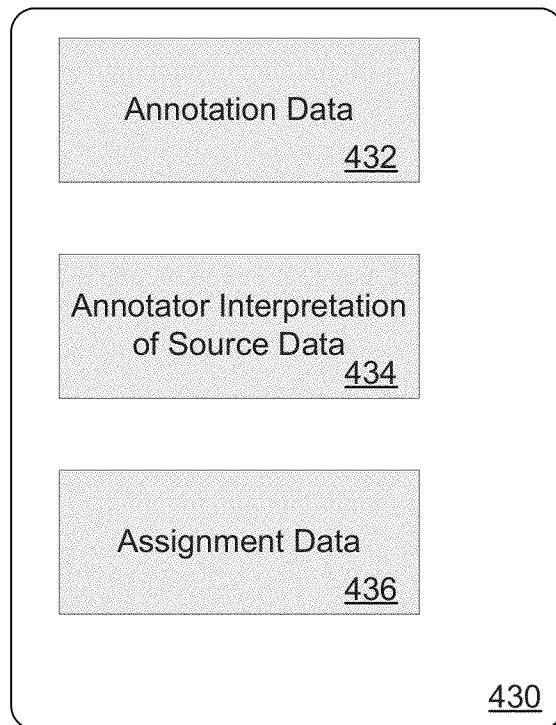 Annotation Data
432
Annotator Interpretation
of Source Data
434
Assignment Data
436
430